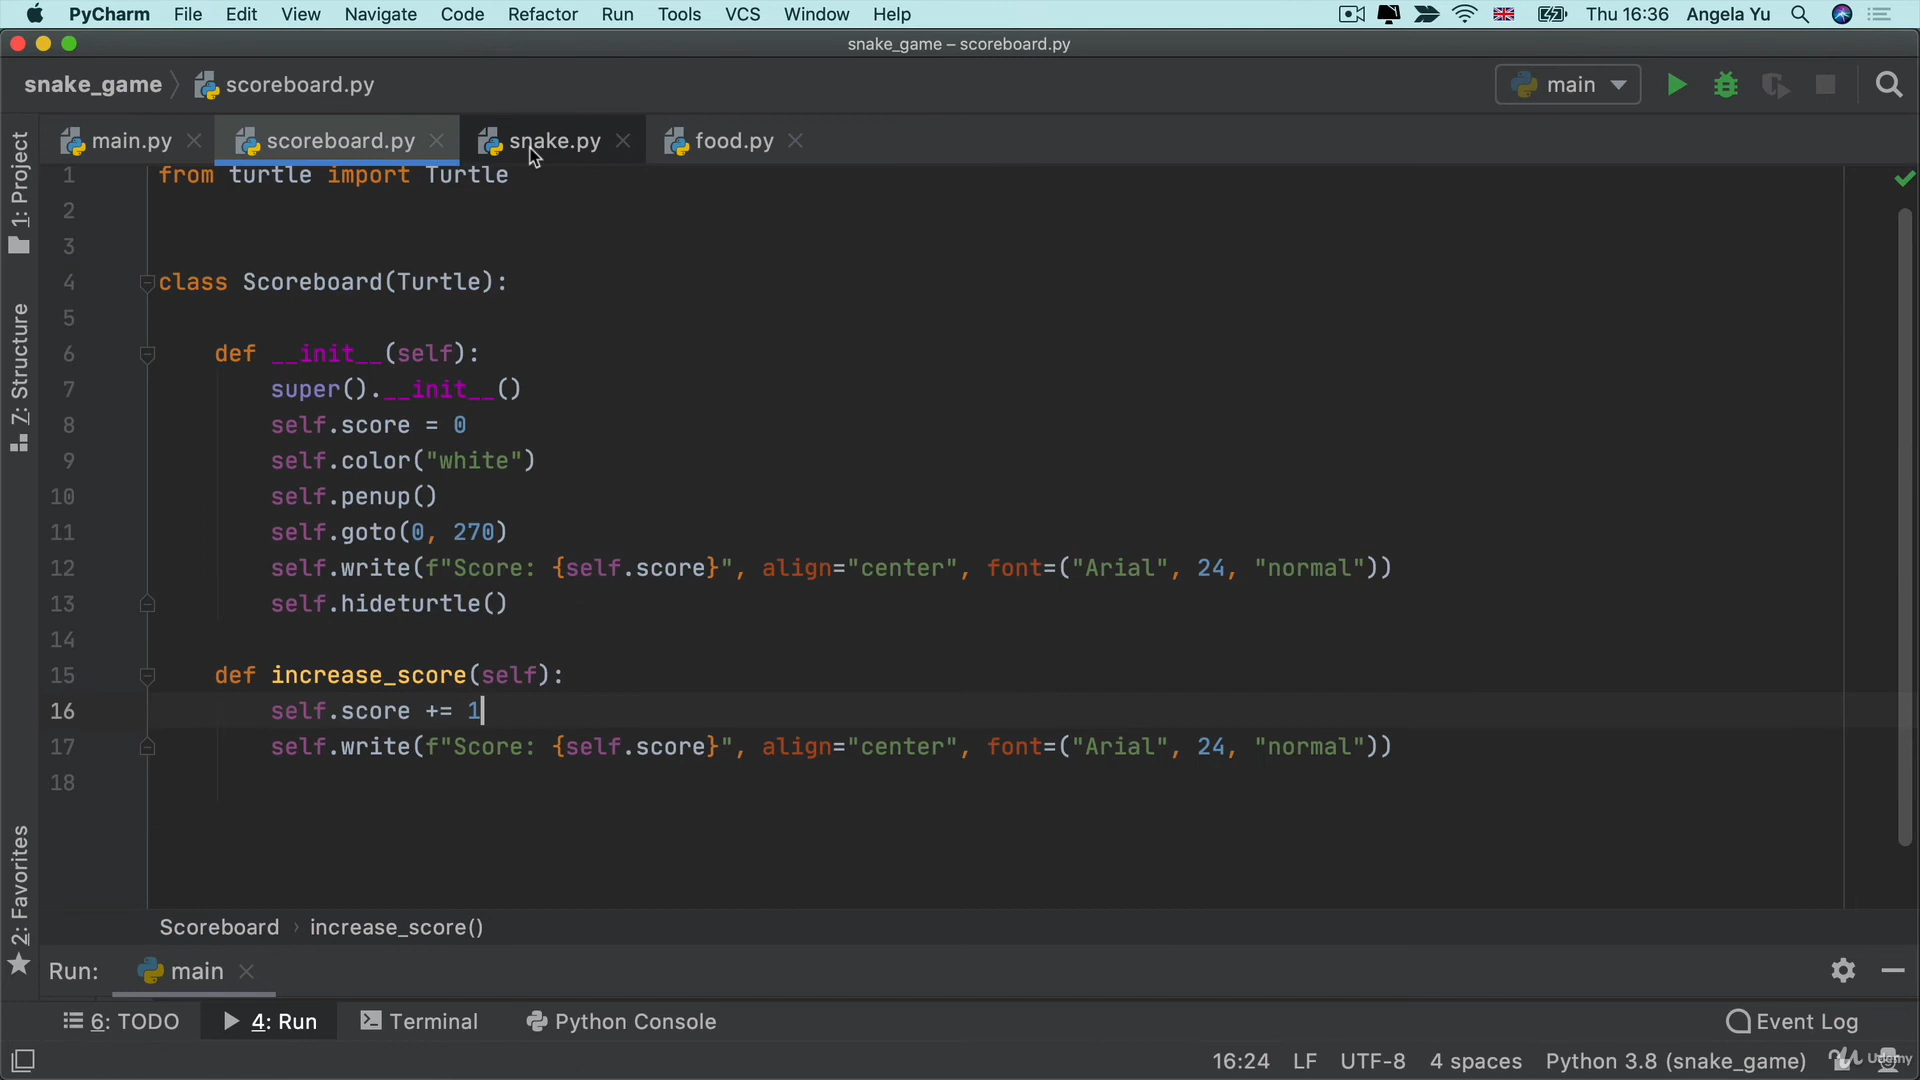 PyCharm File Edit View Navigate Code Refactor Run Tools VCS Window Help Thu 16:36 Angela Yu
snake_game – scoreboard.py
snake_game scoreboard.py main
main.py scoreboard.py snake.py food.py
1: Project
7: Structure
2: Favorites
1 from turtle import Turtle
2
3
4 class Scoreboard(Turtle):
5
6 def __init__(self):
7 super().__init__()
8 self.score = 0
9 self.color("white")
10 self.penup()
11 self.goto(0, 270)
12 self.write(f"Score: {self.score}", align="center", font=("Arial", 24, "normal"))
13 self.hideturtle()
14
15 def increase_score(self):
16 self.score += 1
17 self.write(f"Score: {self.score}", align="center", font=("Arial", 24, "normal"))
18
Scoreboard › increase_score()
Run: main
6: TODO 4: Run Terminal Python Console Event Log
16:24 LF UTF-8 4 spaces Python 3.8 (snake_game) Udemy